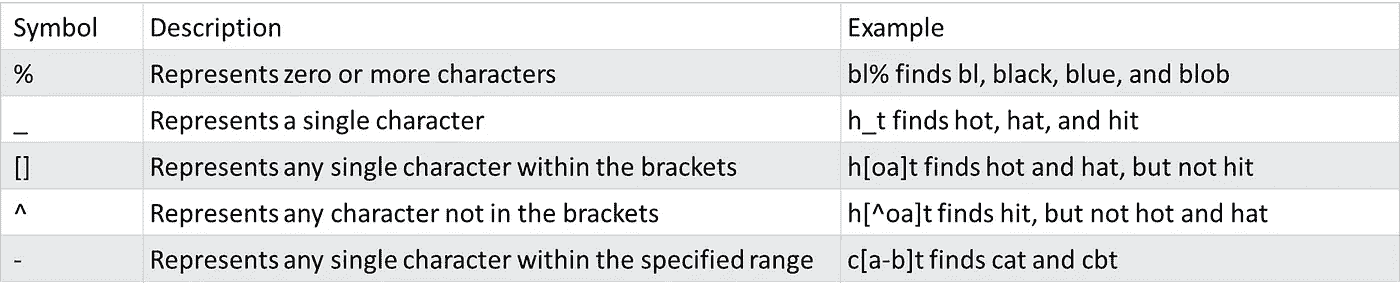 Symbol Description Example
% Represents zero or more characters bl% finds bl, black, blue, and blob
_ Represents a single character h_t finds hot, hat, and hit
[] Represents any single character within the brackets h[oa]t finds hot and hat, but not hit
^ Represents any character not in the brackets h[^oa]t finds hit, but not hot and hat
- Represents any single character within the specified range c[a-b]t finds cat and cbt